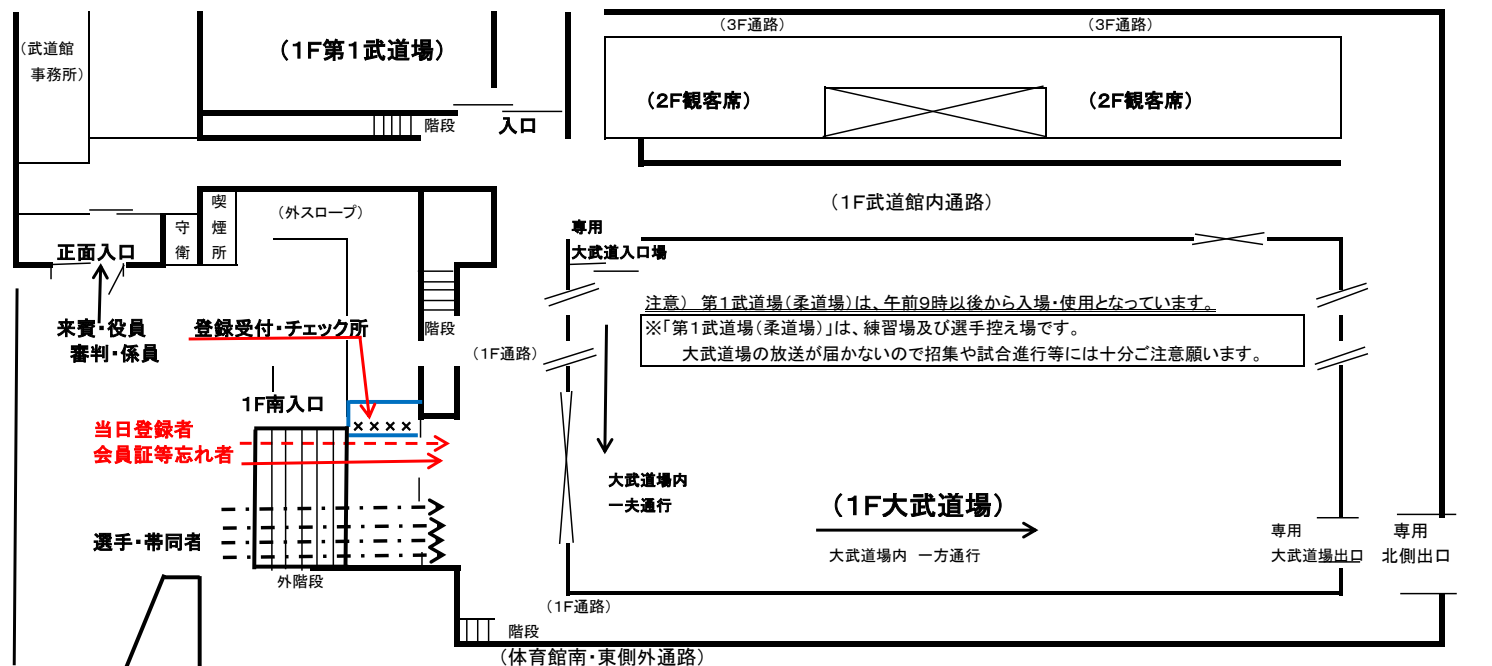 （3F通路）
（3F通路）
（武道館
事務所）
（1F第1武道場）
（2F観客席）
（2F観客席）
階段
入口
喫煙所
守衛
（外スロープ）
（1F武道館内通路）
正面入口
専用
大武道入口場
来賓・役員
審判・係員
登録受付・チェック所
階段
（1F通路）
注意） 第1武道場（柔道場）は、午前9時以後から入場・使用となっています。
※「第1武道場（柔道場）」は、練習場及び選手控え場です。
大武道場の放送が届かないので招集や試合進行等には十分ご注意願います。
1F南入口
当日登録者
会員証等忘れ者
××××
大武道場内
一夫通行
（1F大武道場）
大武道場内 一方通行
選手・帯同者
専用
大武道場出口
専用
北側出口
外階段
（1F通路）
階段
（体育館南・東側外通路）